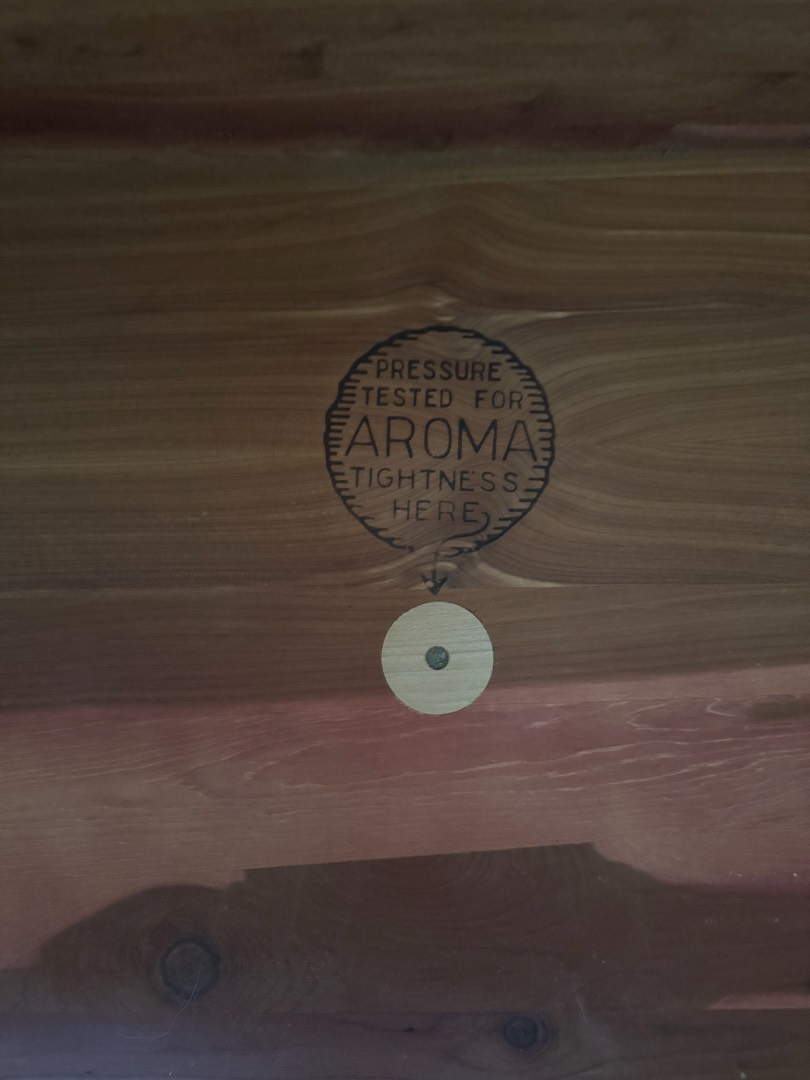 PRESSURE
TESTED FOR
AROMA
TIGHTNESS
HERE